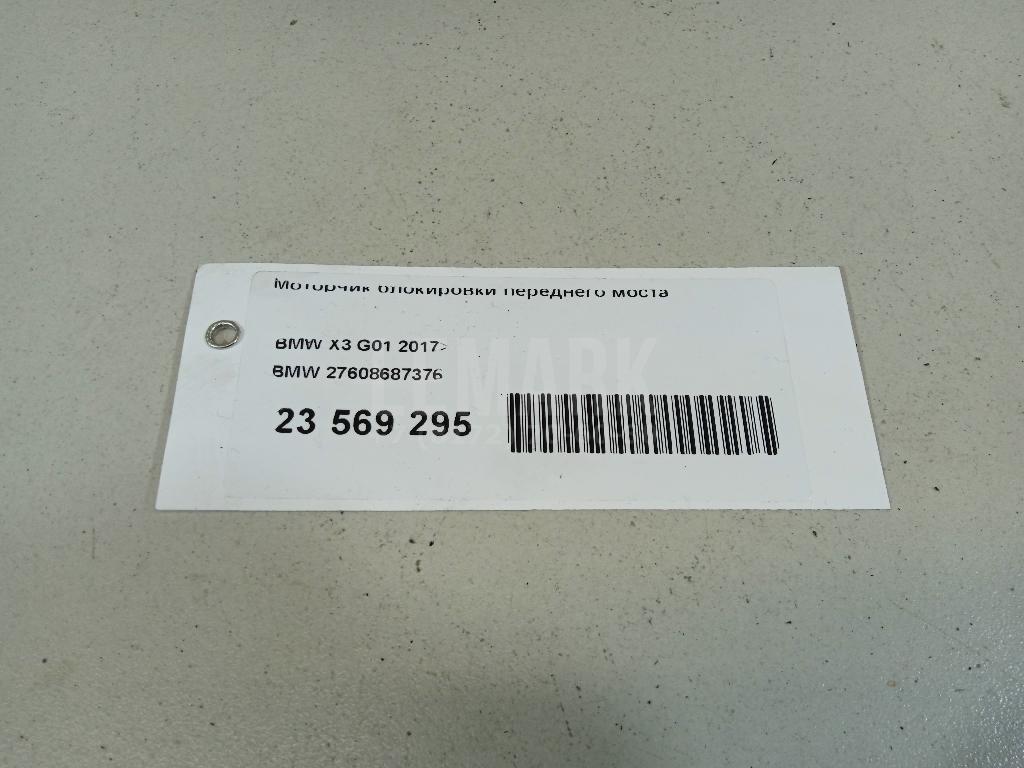 Моторчик блокировки переднего моста
BMW X3 G01 2017>
BMW 27608687376
23 569 295